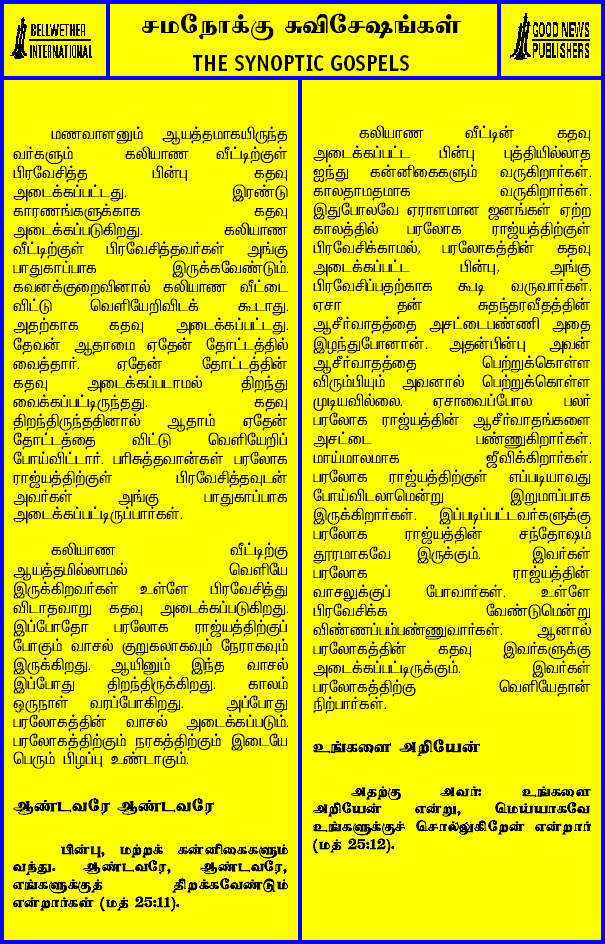 BELLWETHER
INTERNATIONAL
சமநோக்கு சுவிசேஷங்கள்
THE SYNOPTIC GOSPELS
GOOD NEWS
PUBLISHERS
மணவாளனும் ஆயத்தமாகயிருந்த
வர்களும் கலியாண வீட்டிற்குள்
பிரவேசித்த பின்பு கதவு
அடைக்கப்பட்டது. இரண்டு
காரணங்களுக்காக கதவு
அடைக்கப்படுகிறது. கலியாண
வீட்டிற்குள் பிரவேசித்தவர்கள் அங்கு
பாதுகாப்பாக இருக்கவேண்டும்.
கவனக்குறைவினால் கலியாண வீட்டை
விட்டு வெளியேறிவிடக் கூடாது.
அதற்காக கதவு அடைக்கப்பட்டது.
தேவன் ஆதாமை ஏதேன் தோட்டத்தில்
வைத்தார். ஏதேன் தோட்டத்தின்
கதவு அடைக்கப்படாமல் திறந்து
வைக்கப்பட்டிருந்தது. கதவு
திறந்திருந்ததினால் ஆதாம் ஏதேன்
தோட்டத்தை விட்டு வெளியேறிப்
போய்விட்டார். பரிசுத்தவான்கள் பரலோக
ராஜ்யத்திற்குள் பிரவேசித்தவுடன்
அவர்கள் அங்கு பாதுகாப்பாக
அடைக்கப்பட்டிருப்பார்கள்.
கலியாண வீட்டிற்கு
ஆயத்தமில்லாமல் வெளியே
இருக்கிறவர்கள் உள்ளே பிரவேசித்து
விடாதவாறு கதவு அடைக்கப்படுகிறது.
இப்போதோ பரலோக ராஜ்யத்திற்குப்
போகும் வாசல் குறுகலாகவும் நேராகவும்
இருக்கிறது. ஆயினும் இந்த வாசல்
இப்போது திறந்திருக்கிறது. காலம்
ஒருநாள் வரப்போகிறது. அப்போது
பரலோகத்தின் வாசல் அடைக்கப்படும்.
பரலோகத்திற்கும் நரகத்திற்கும் இடையே
பெரும் பிழப்பு உண்டாகும்.
ஆண்டவரே ஆண்டவரே
பின்பு, மற்றக் கன்னிகைகளும்
வந்து. ஆண்டவரே, ஆண்டவரே,
எங்களுக்குத் திறக்கவேண்டும்
என்றார்கள் (மத் 25:11).
கலியாண வீட்டின் கதவு
அடைக்கப்பட்ட பின்பு புத்தியில்லாத
ஐந்து கன்னிகைகளும் வருகிறார்கள்.
காலதாமதமாக வருகிறார்கள்.
இதுபோலவே ஏராளமான ஜனங்கள் ஏற்ற
காலத்தில் பரலோக ராஜ்யத்திற்குள்
பிரவேசிக்காமல், பரலோகத்தின் கதவு
அடைக்கப்பட்ட பின்பு, அங்கு
பிரவேசிப்பதற்காக கூடி வருவார்கள்.
ஏசா தன் சுதந்தரவீதத்தின்
ஆசீர்வாதத்தை அசட்டைபண்ணி அதை
இழந்துபோனான். அதன்பின்பு அவன்
ஆசீர்வாதத்தை பெற்றுக்கொள்ள
விரும்பியும் அவனால் பெற்றுக்கொள்ள
முடியவில்லை. ஏசாவைப்போல பலர்
பரலோக ராஜ்யத்தின் ஆசீர்வாதங்களை
அசட்டை பண்ணுகிறார்கள்.
மாய்மாலமாக ஜீவிக்கிறார்கள்.
பரலோக ராஜ்யத்திற்குள் எப்படியாவது
போய்விடலாமென்று இறுமாப்பாக
இருக்கிறார்கள். இப்படிப்பட்டவர்களுக்கு
பரலோக ராஜ்யத்தின் சந்தோஷம்
தூரமாகவே இருக்கும். இவர்கள்
பரலோக ராஜ்யத்தின்
வாசலுக்குப் போவார்கள். உள்ளே
பிரவேசிக்க வேண்டுமென்று
விண்ணப்பம்பண்ணுவார்கள். ஆனால்
பரலோகத்தின் கதவு இவர்களுக்கு
அடைக்கப்பட்டிருக்கும். இவர்கள்
பரலோகத்திற்கு வெளியேதான்
நிற்பார்கள்.
உங்களை அறியேன்
அதற்கு அவர்: உங்களை
அறியேன் என்று, மெய்யாகவே
உங்களுக்குச் சொல்லுகிறேன் என்றார்
(மத் 25:12).